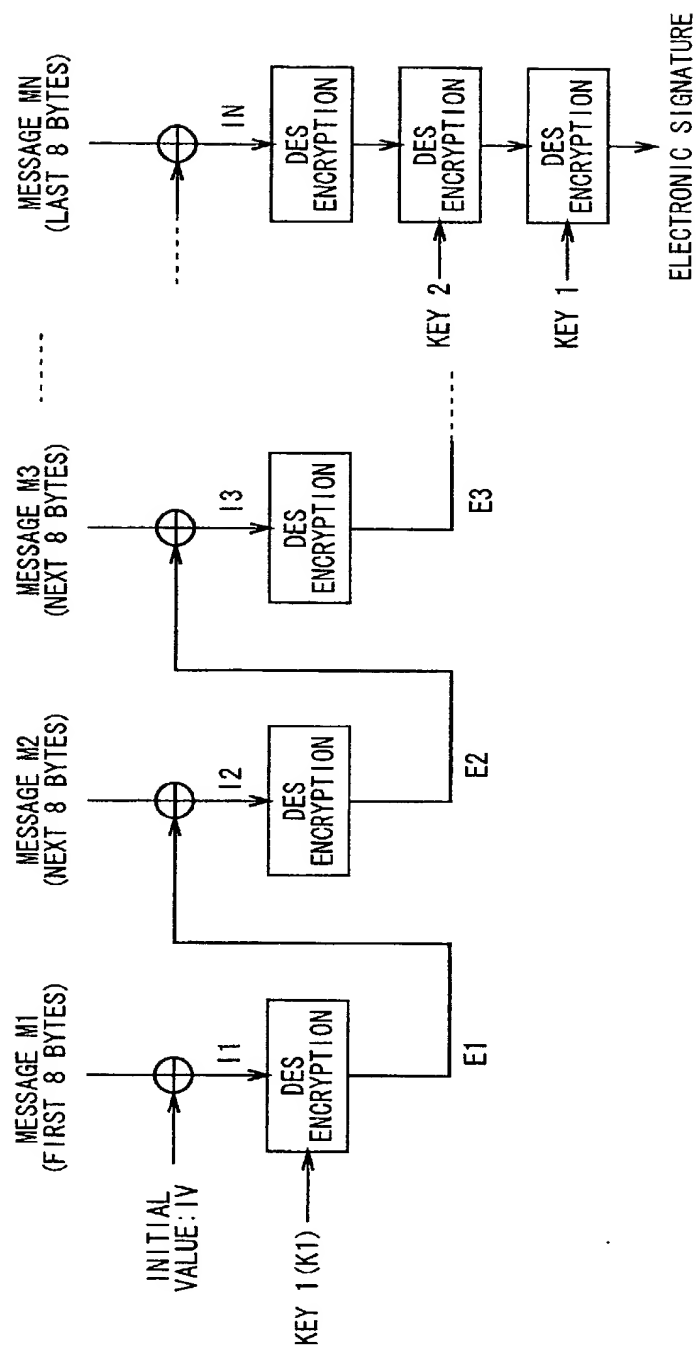 MESSAGE M1
(FIRST 8 BYTES)
MESSAGE M2
(NEXT 8 BYTES)
MESSAGE M3
(NEXT 8 BYTES)
MESSAGE MN
(LAST 8 BYTES)
INITIAL
VALUE:IV
I1
I2
I3
IN
KEY 1(K1)
DES
ENCRYPTION
DES
ENCRYPTION
DES
ENCRYPTION
DES
ENCRYPTION
E1
E2
E3
KEY 2
DES
ENCRYPTION
KEY 1
DES
ENCRYPTION
ELECTRONIC SIGNATURE